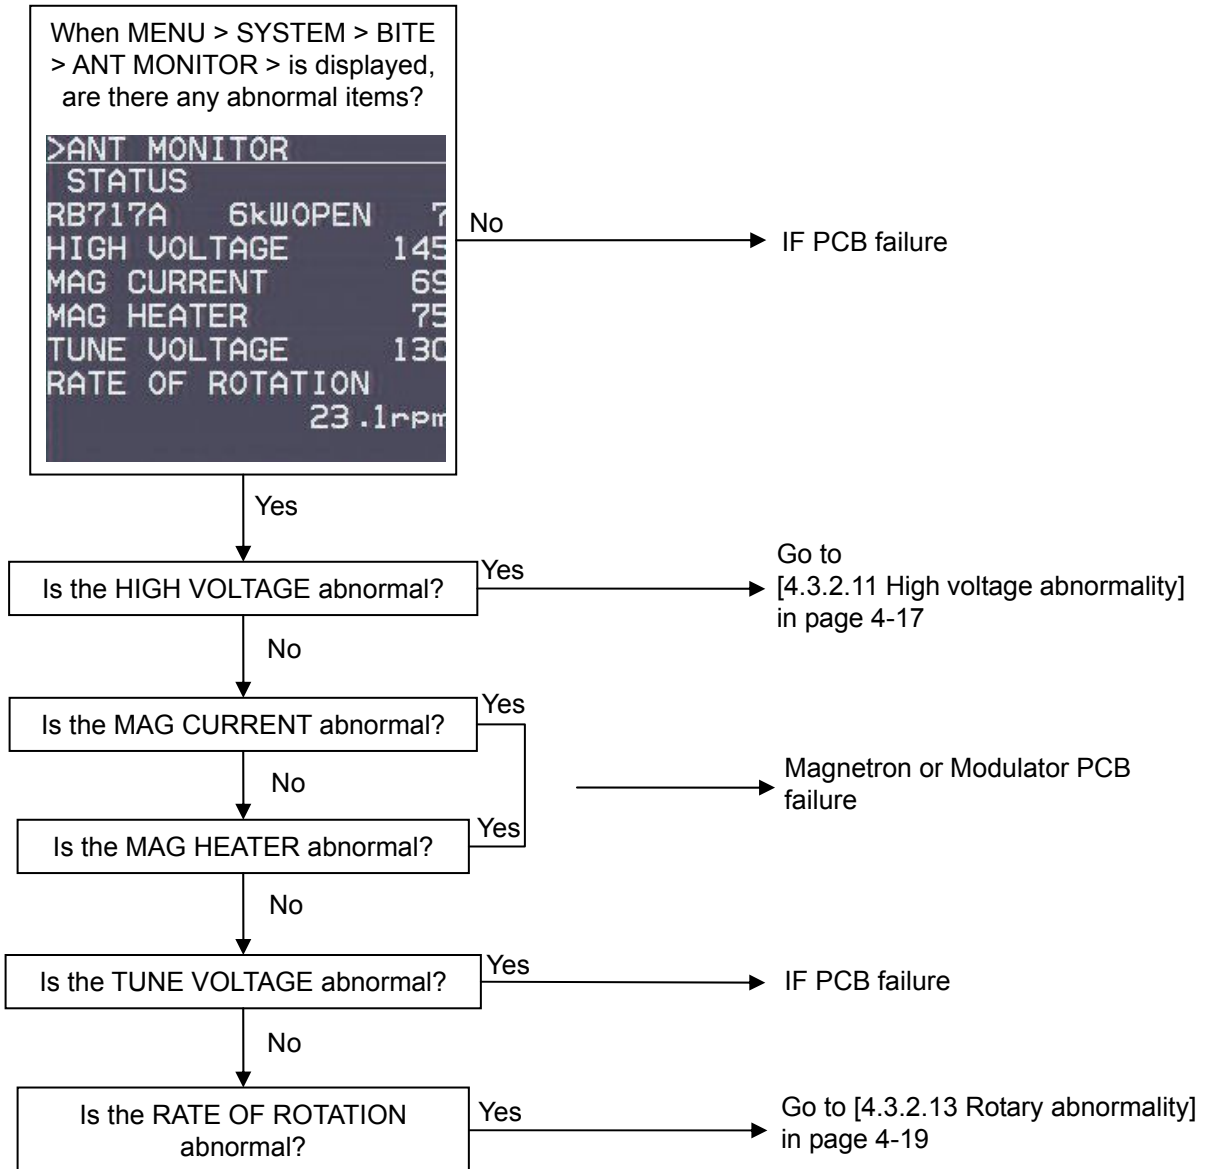 When MENU > SYSTEM > BITE
> ANT MONITOR > is displayed,
are there any abnormal items?
>ANT MONITOR
STATUS
RB717A 6kWOPEN 7
HIGH VOLTAGE 145
MAG CURRENT 69
MAG HEATER 75
TUNE VOLTAGE 130
RATE OF ROTATION
23.1rpm
No
IF PCB failure
Yes
Is the HIGH VOLTAGE abnormal?
Yes
Go to
[4.3.2.11 High voltage abnormality]
in page 4-17
No
Is the MAG CURRENT abnormal?
Yes
No
Magnetron or Modulator PCB
failure
Is the MAG HEATER abnormal?
Yes
No
Is the TUNE VOLTAGE abnormal?
Yes
IF PCB failure
No
Is the RATE OF ROTATION
abnormal?
Yes
Go to [4.3.2.13 Rotary abnormality]
in page 4-19